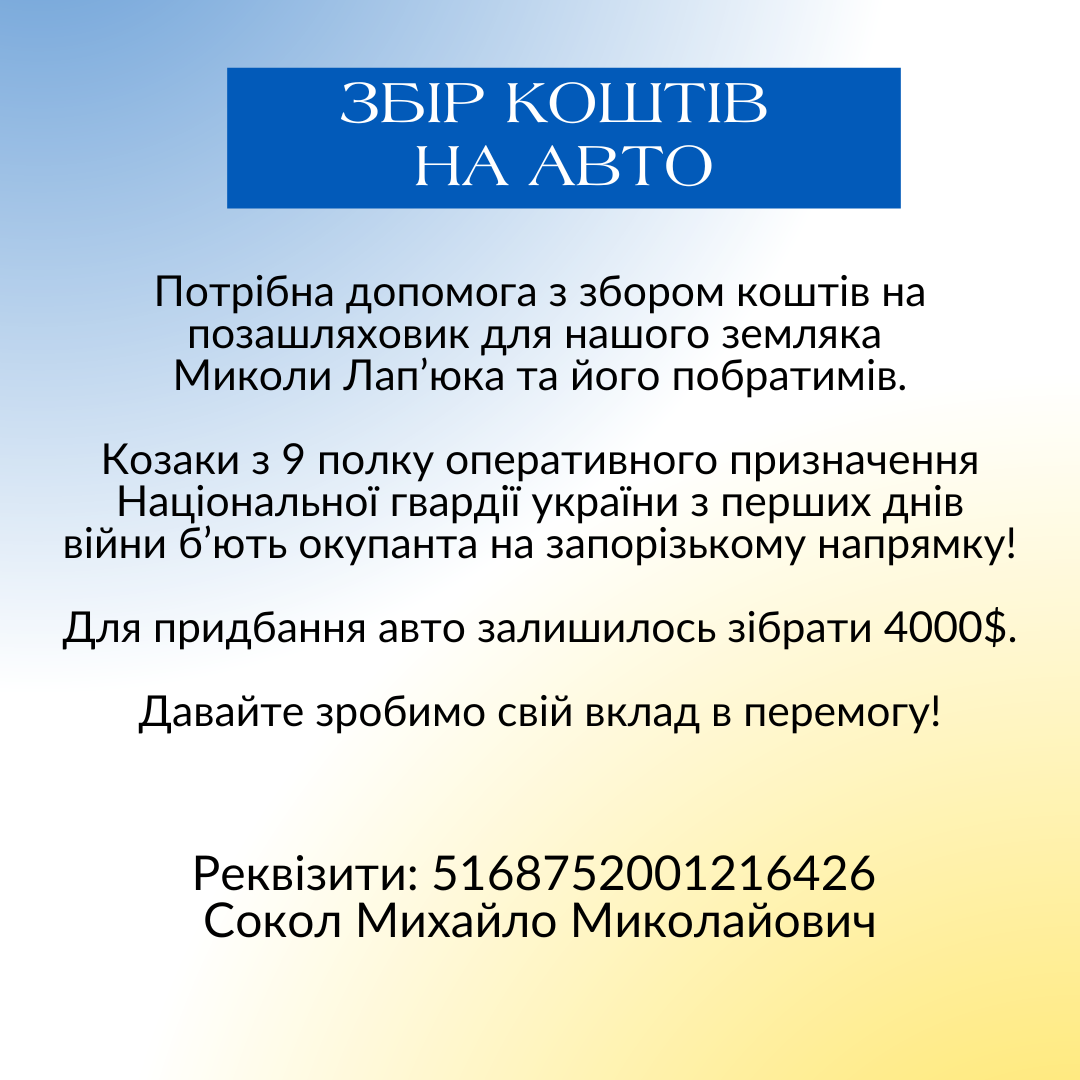 ЗБІР КОШТІВ
НА АВТО
Потрібна допомога з збором коштів на
позашляховик для нашого земляка
Миколи Лап’юка та його побратимів.
Козаки з 9 полку оперативного призначення
Національної гвардії україни з перших днів
війни б’ють окупанта на запорізькому напрямку!
Для придбання авто залишилось зібрати 4000$.
Давайте зробимо свій вклад в перемогу!
Реквізити: 5168752001216426
Сокол Михайло Миколайович